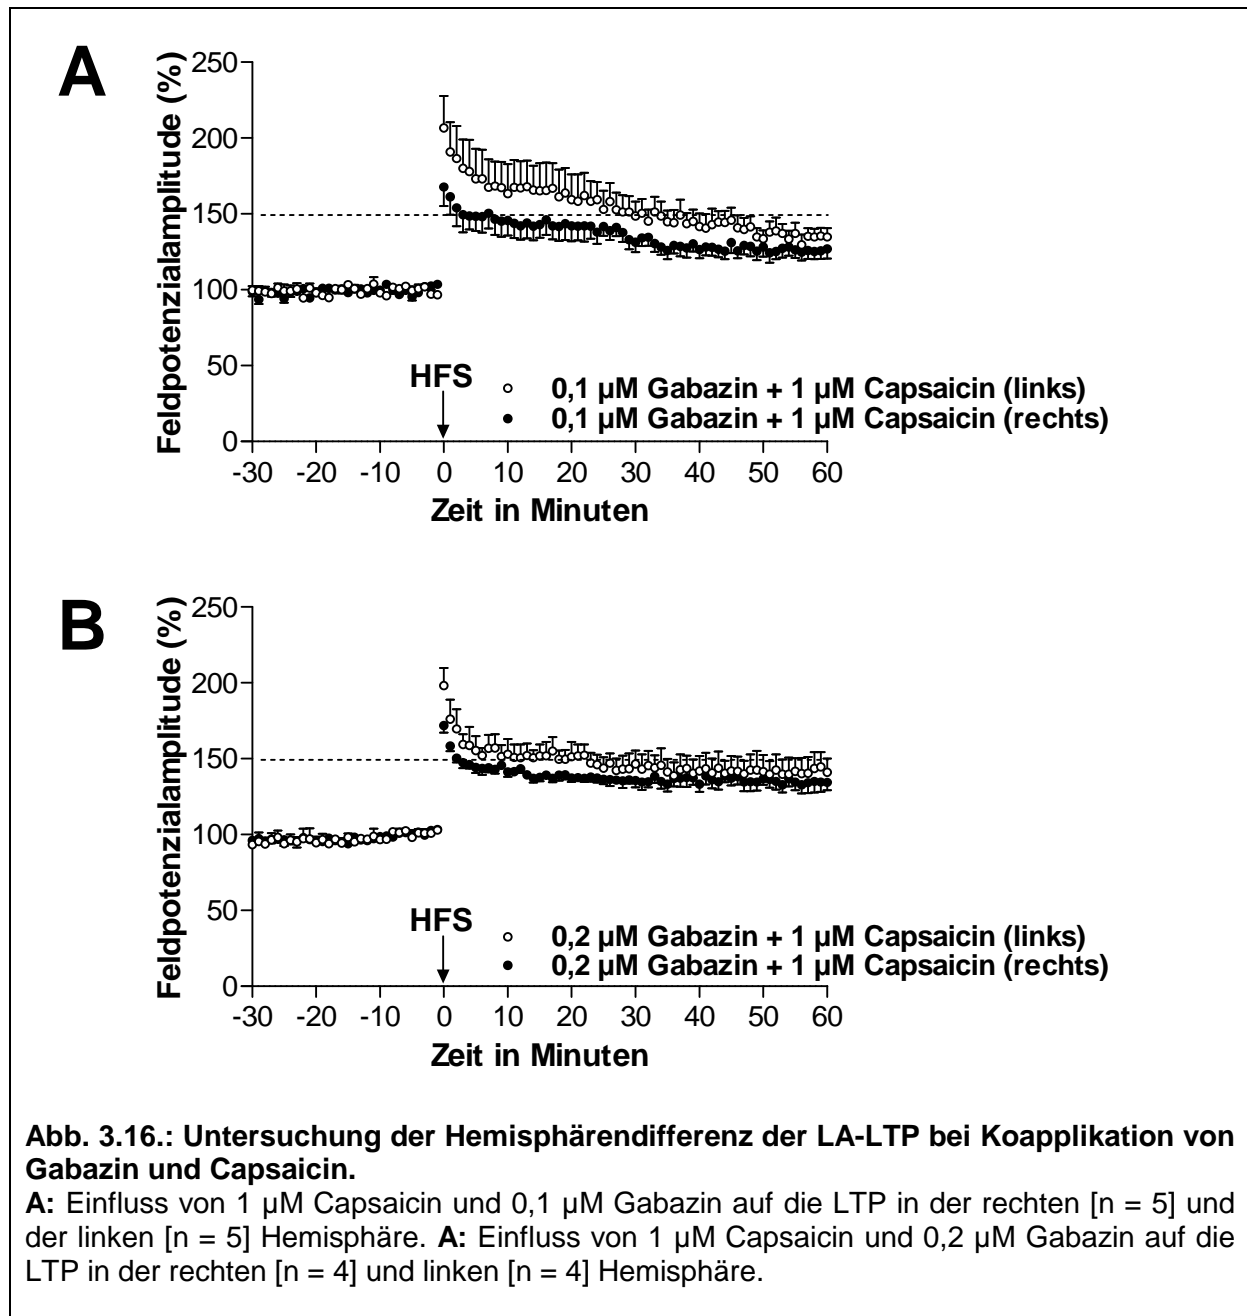 A
Feldpotenzialamplitude (%)
250
200
150
100
50
0
HFS
0,1 µM Gabazin + 1 µM Capsaicin (links)
0,1 µM Gabazin + 1 µM Capsaicin (rechts)
-30 -20 -10 0 10 20 30 40 50 60
Zeit in Minuten
B
Feldpotenzialamplitude (%)
250
200
150
100
50
0
HFS
0,2 µM Gabazin + 1 µM Capsaicin (links)
0,2 µM Gabazin + 1 µM Capsaicin (rechts)
-30 -20 -10 0 10 20 30 40 50 60
Zeit in Minuten
Abb. 3.16.: Untersuchung der Hemisphärendifferenz der LA-LTP bei Koapplikation von
Gabazin und Capsaicin.
A: Einfluss von 1 µM Capsaicin und 0,1 µM Gabazin auf die LTP in der rechten [n = 5] und
der linken [n = 5] Hemisphäre. A: Einfluss von 1 µM Capsaicin und 0,2 µM Gabazin auf die
LTP in der rechten [n = 4] und linken [n = 4] Hemisphäre.